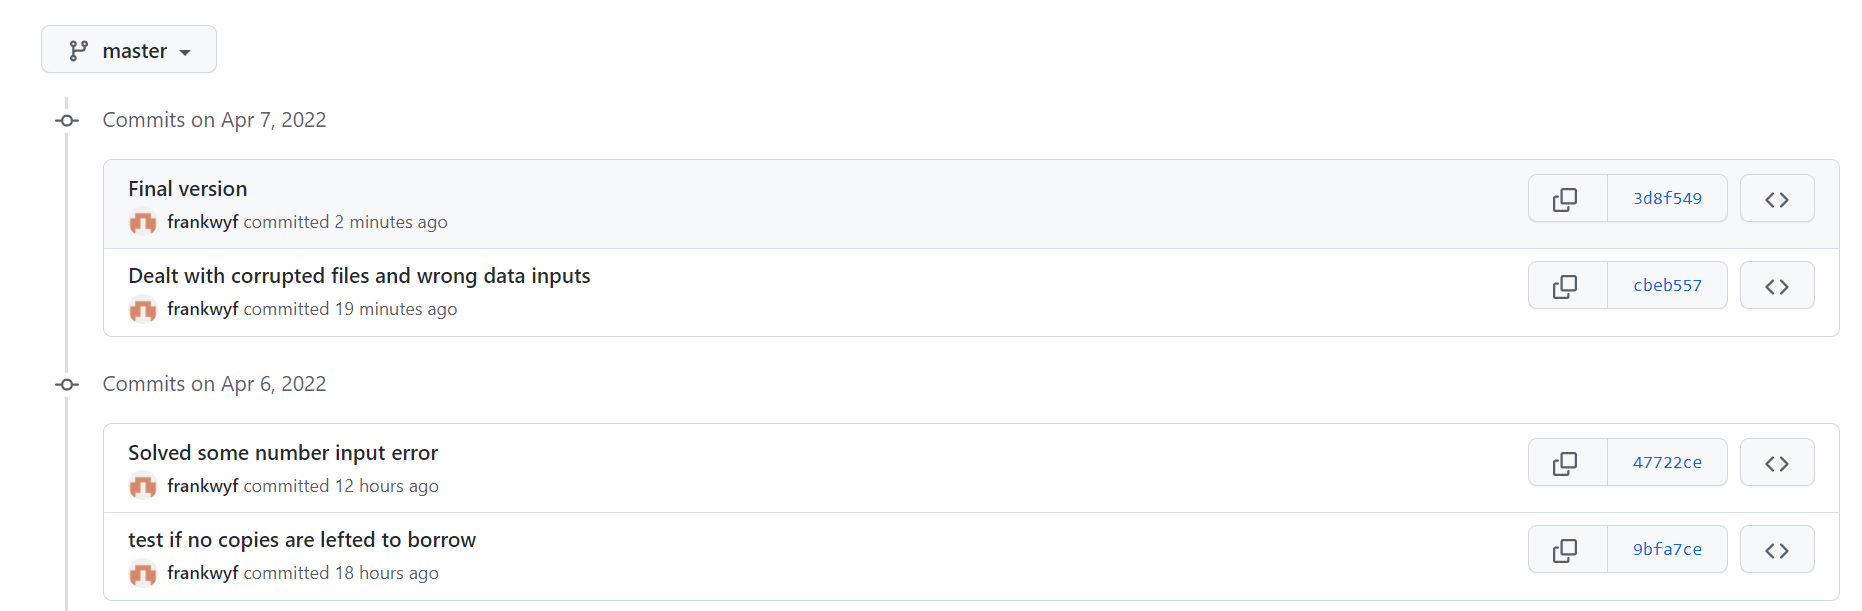 master
Commits on Apr 7, 2022
Final version
3d8f549
frankwyf committed 2 minutes ago
Dealt with corrupted files and wrong data inputs
cbeb557
frankwyf committed 19 minutes ago
Commits on Apr 6, 2022
Solved some number input error
47722ce
frankwyf committed 12 hours ago
test if no copies are lefted to borrow
9bfa7ce
frankwyf committed 18 hours ago